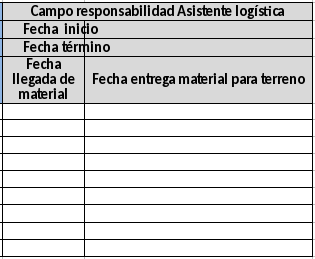 Campo responsabilidad Asistente logística
Fecha inicio
Fecha término
Fecha
llegada de
material
Fecha entrega material para terreno